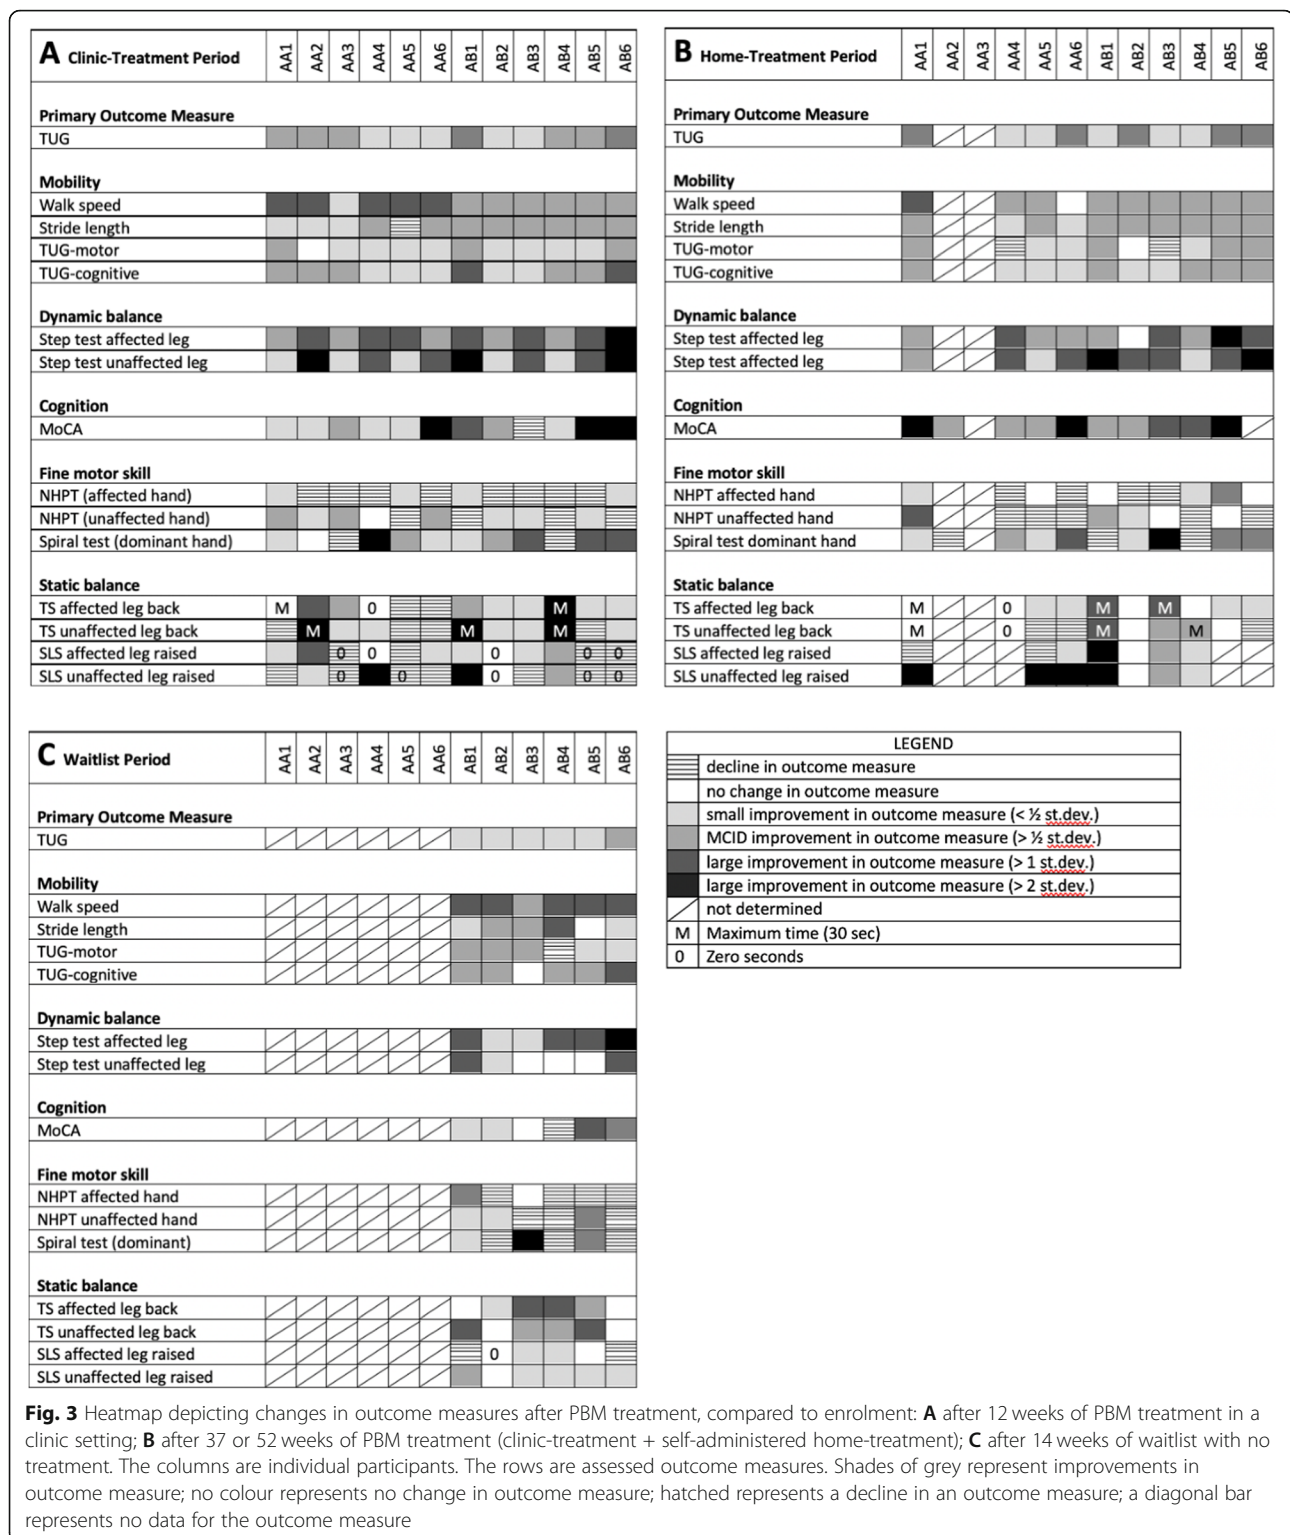 A Clinic-Treatment Period AA1 AA2 AA3 AA4 AA5 AA6 AB1 AB2 AB3 AB4 AB5 AB6
Primary Outcome Measure
TUG
Mobility
Walk speed
Stride length
TUG-motor
TUG-cognitive
Dynamic balance
Step test affected leg
Step test unaffected leg
Cognition
MoCA
Fine motor skill
NHPT (affected hand)
NHPT (unaffected hand)
Spiral test (dominant hand)
Static balance
TS affected leg back M 0 M
TS unaffected leg back M M M
SLS affected leg raised 0 0 0 0 0
SLS unaffected leg raised 0 0 0 0 0
B Home-Treatment Period AA1 AA2 AA3 AA4 AA5 AA6 AB1 AB2 AB3 AB4 AB5 AB6
Primary Outcome Measure
TUG
Mobility
Walk speed
Stride length
TUG-motor
TUG-cognitive
Dynamic balance
Step test affected leg
Step test affected leg
Cognition
MoCA
Fine motor skill
NHPT affected hand
NHPT unaffected hand
Spiral test dominant hand
Static balance
TS affected leg back M 0 M M
TS unaffected leg back M 0 M M
SLS affected leg raised
SLS unaffected leg raised
C Waitlist Period AA1 AA2 AA3 AA4 AA5 AA6 AB1 AB2 AB3 AB4 AB5 AB6
Primary Outcome Measure
TUG
Mobility
Walk speed
Stride length
TUG-motor
TUG-cognitive
Dynamic balance
Step test affected leg
Step test unaffected leg
Cognition
MoCA
Fine motor skill
NHPT affected hand
NHPT unaffected hand
Spiral test (dominant)
Static balance
TS affected leg back
TS unaffected leg back
SLS affected leg raised 0
SLS unaffected leg raised
LEGEND
decline in outcome measure
no change in outcome measure
small improvement in outcome measure (< ½ st.dev.)
MCID improvement in outcome measure (> ½ st.dev.)
large improvement in outcome measure (> 1 st.dev.)
large improvement in outcome measure (> 2 st.dev.)
not determined
M Maximum time (30 sec)
0 Zero seconds
Fig. 3 Heatmap depicting changes in outcome measures after PBM treatment, compared to enrolment: A after 12 weeks of PBM treatment in a
clinic setting; B after 37 or 52 weeks of PBM treatment (clinic-treatment + self-administered home-treatment); C after 14 weeks of waitlist with no
treatment. The columns are individual participants. The rows are assessed outcome measures. Shades of grey represent improvements in
outcome measure; no colour represents no change in outcome measure; hatched represents a decline in an outcome measure; a diagonal bar
represents no data for the outcome measure